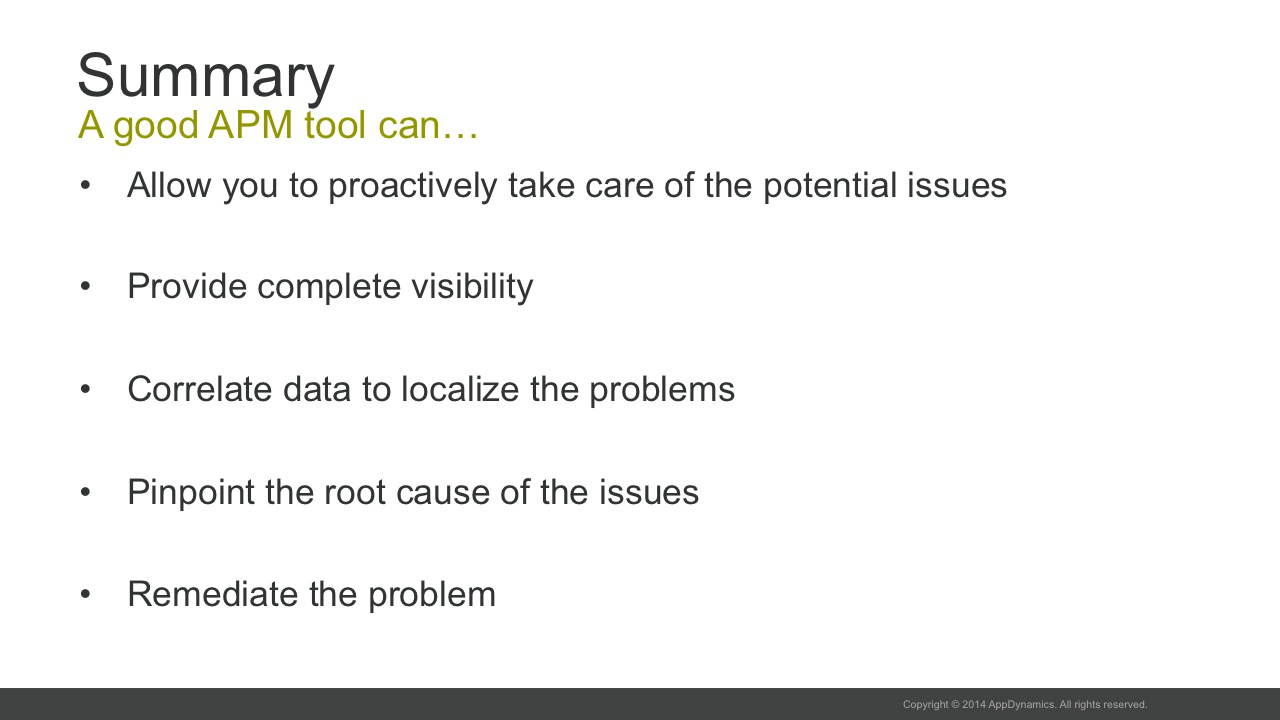 Summary
A good APM tool can…
• Allow you to proactively take care of the potential issues
• Provide complete visibility
• Correlate data to localize the problems
• Pinpoint the root cause of the issues
• Remediate the problem
Copyright © 2014 AppDynamics. All rights reserved.